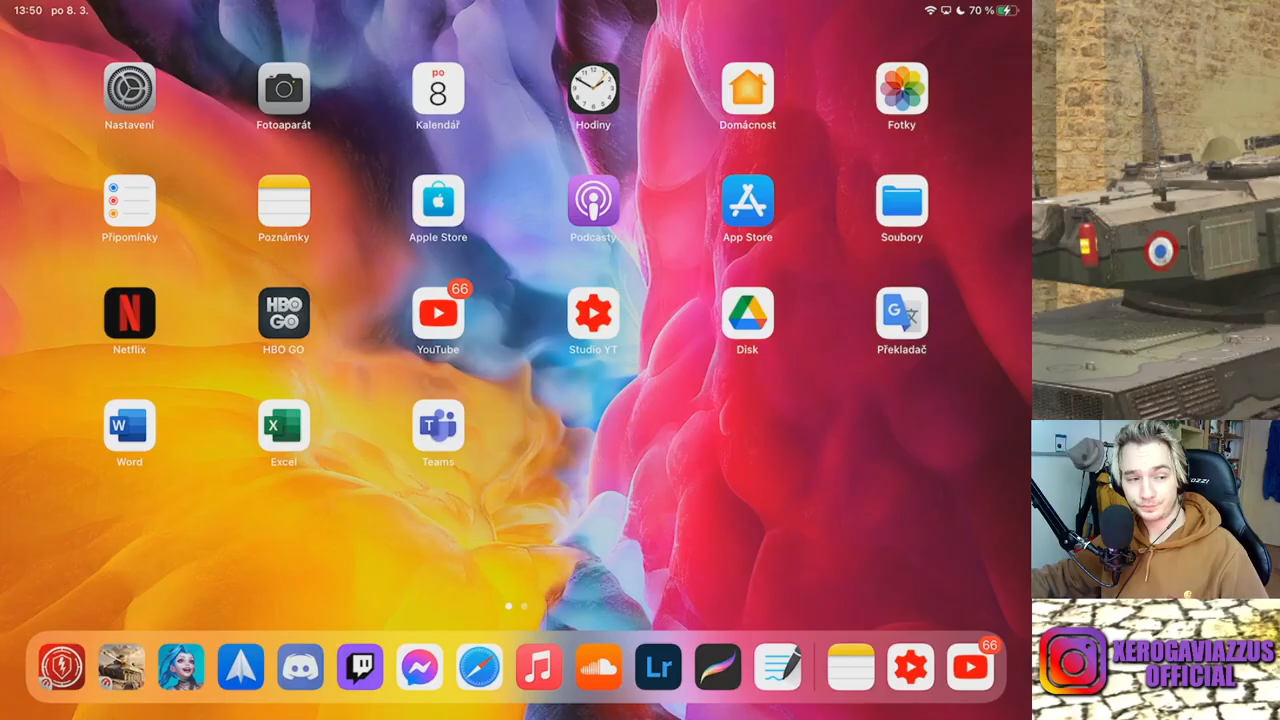 13:50 po 8. 3.
70 %
po
8
Nastavení
Fotoaparát
Kalendář
Hodiny
Domácnost
Fotky
Připomínky
Poznámky
Apple Store
Podcasty
App Store
Soubory
N
HBO
GO
66
Netflix
HBO GO
YouTube
Studio YT
Disk
Překladač
W
X
T
Word
Excel
Teams
Lr
66
XEROGAVIAZZUS
OFFICIAL